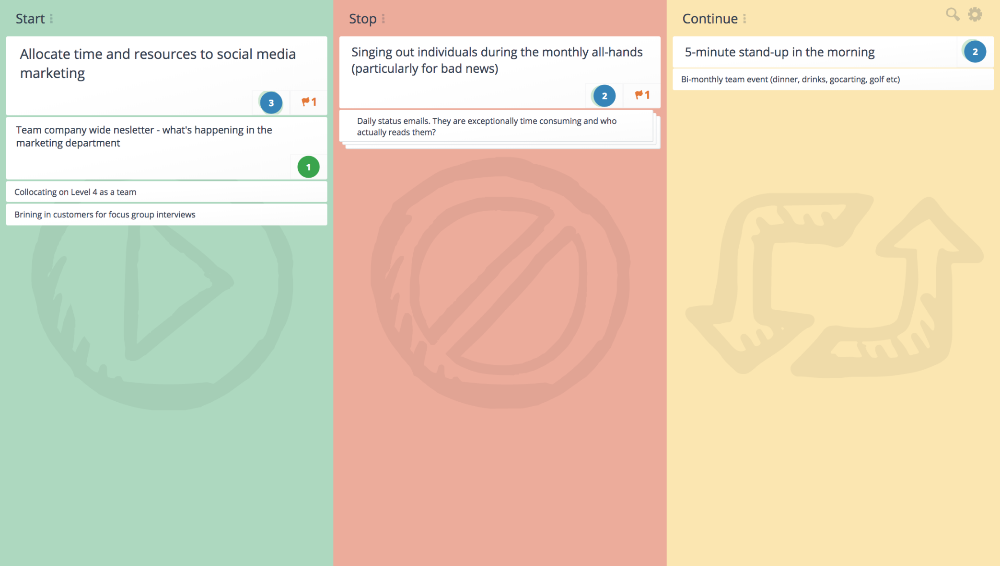 Start
Allocate time and resources to social media
marketing
3
1
Team company wide nesletter - what's happening in the
marketing department
1
Collocating on Level 4 as a team
Brining in customers for focus group interviews
Stop
Singing out individuals during the monthly all-hands
(particularly for bad news)
2
1
Daily status emails. They are exceptionally time consuming and who
actually reads them?
Continue
5-minute stand-up in the morning
2
Bi-monthly team event (dinner, drinks, gocarting, golf etc)